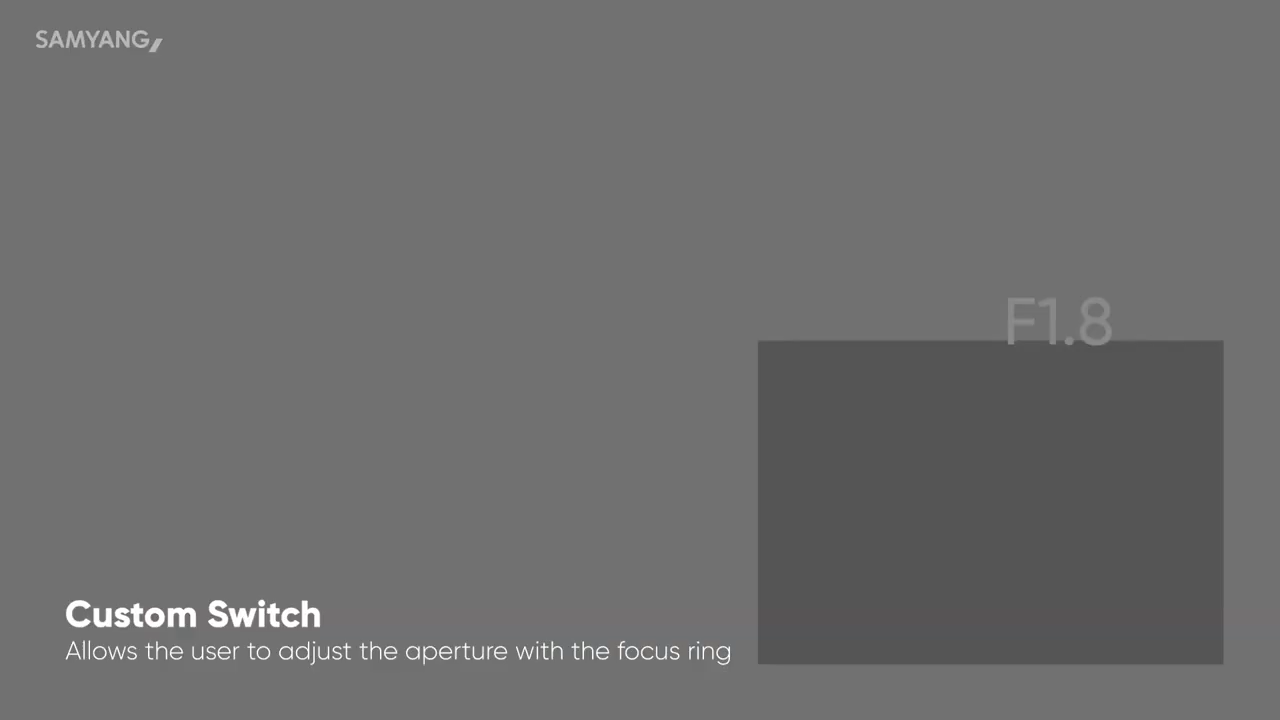 SAMYANG
F1.8
Custom Switch
Allows the user to adjust the aperture with the focus ring